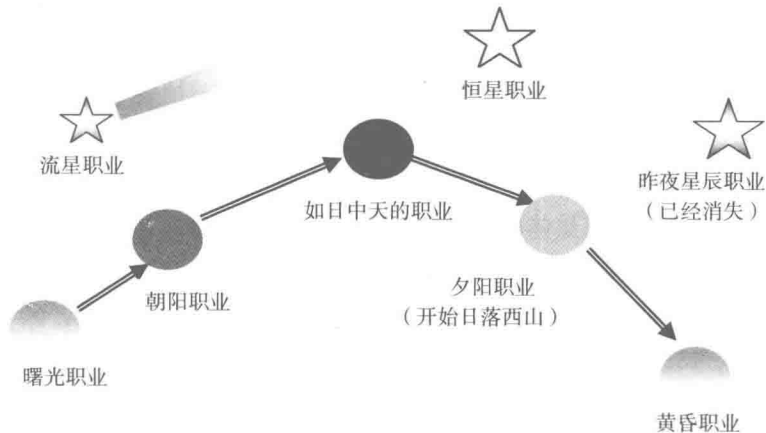 恒星职业
流星职业
昨夜星辰职业
（已经消失）
如日中天的职业
朝阳职业
夕阳职业
（开始日落西山）
曙光职业
黄昏职业